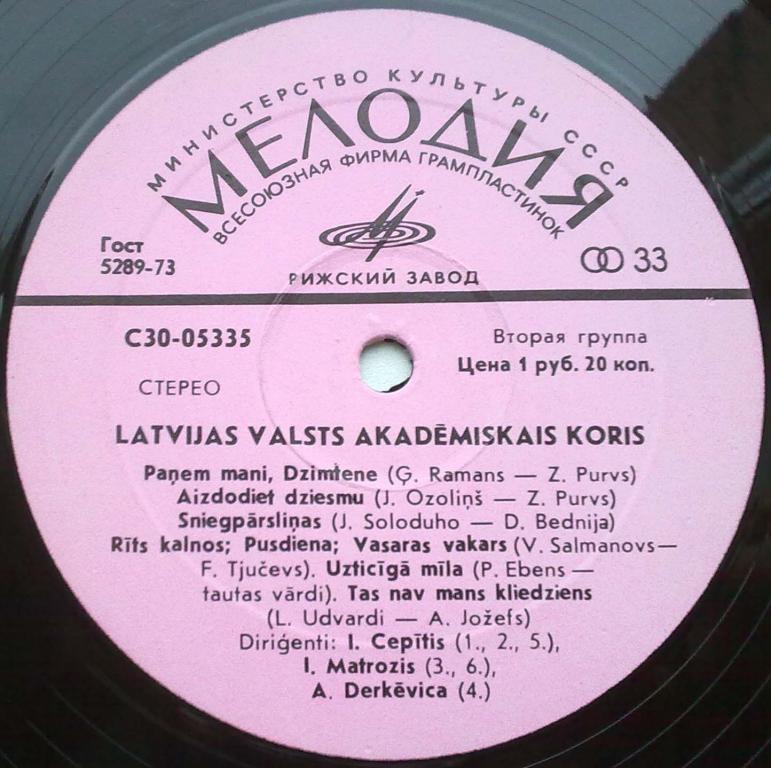 МИНИСТЕРСТВО КУЛЬТУРЫ СССР
МЕЛОДИЯ
ВСЕСОЮЗНАЯ ФИРМА ГРАМПЛАСТИНОК
Гост
5289-73
33
РИЖСКИЙ ЗАВОД
С30-05335
Вторая группа
Цена 1 руб. 20 коп.
СТЕРЕО
LATVIJAS VALSTS AKADĒMISKAIS KORIS
Paņem mani, Dzimtene (Ģ. Ramans — Z. Purvs)
Aizdodiet dziesmu (J. Ozoliņš — Z. Purvs)
Sniegpārsliņas (J. Soloduho — D. Bednija)
Rīts kalnos; Pusdiena; Vasaras vakars (V. Salmanovs—
F. Tjučevs). Uzticīgā mīla (P. Ebens —
tautas vārdi). Tas nav mans kliedziens
(L. Udvardi — A. Jožefs)
Diriģenti: I. Cepītis (1., 2., 5.),
I. Matrozis (3., 6.),
A. Derkēvica (4.)